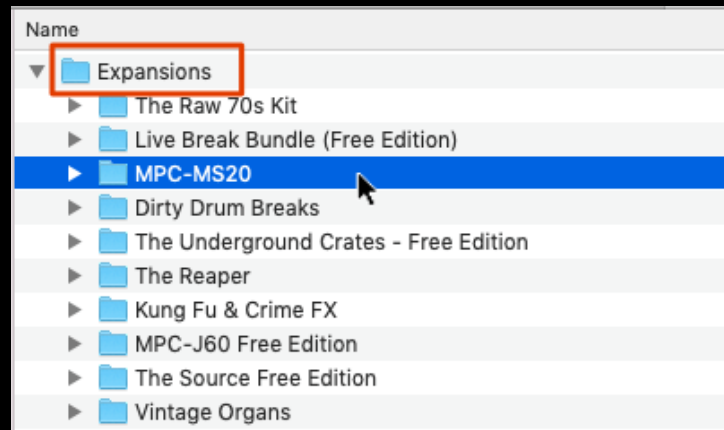 Name
Expansions
The Raw 70s Kit
Live Break Bundle (Free Edition)
MPC-MS20
Dirty Drum Breaks
The Underground Crates - Free Edition
The Reaper
Kung Fu & Crime FX
MPC-J60 Free Edition
The Source Free Edition
Vintage Organs